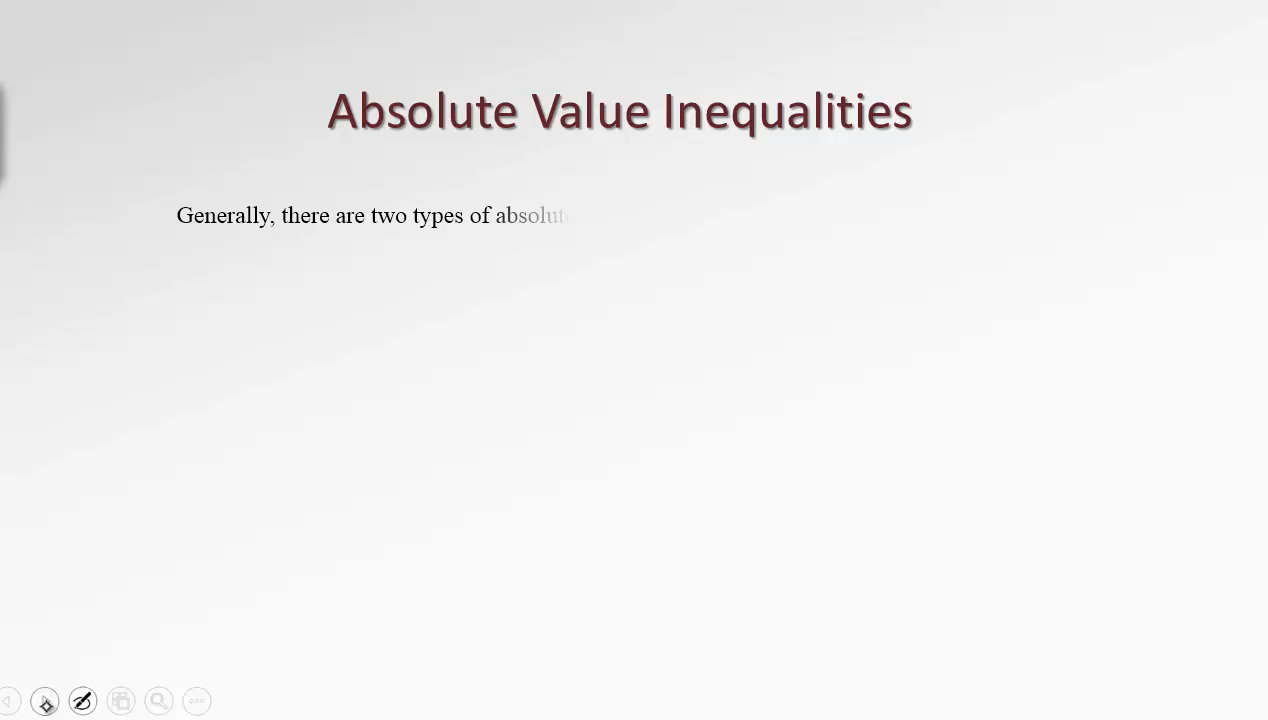 Absolute Value Inequalities
Generally, there are two types of absolut